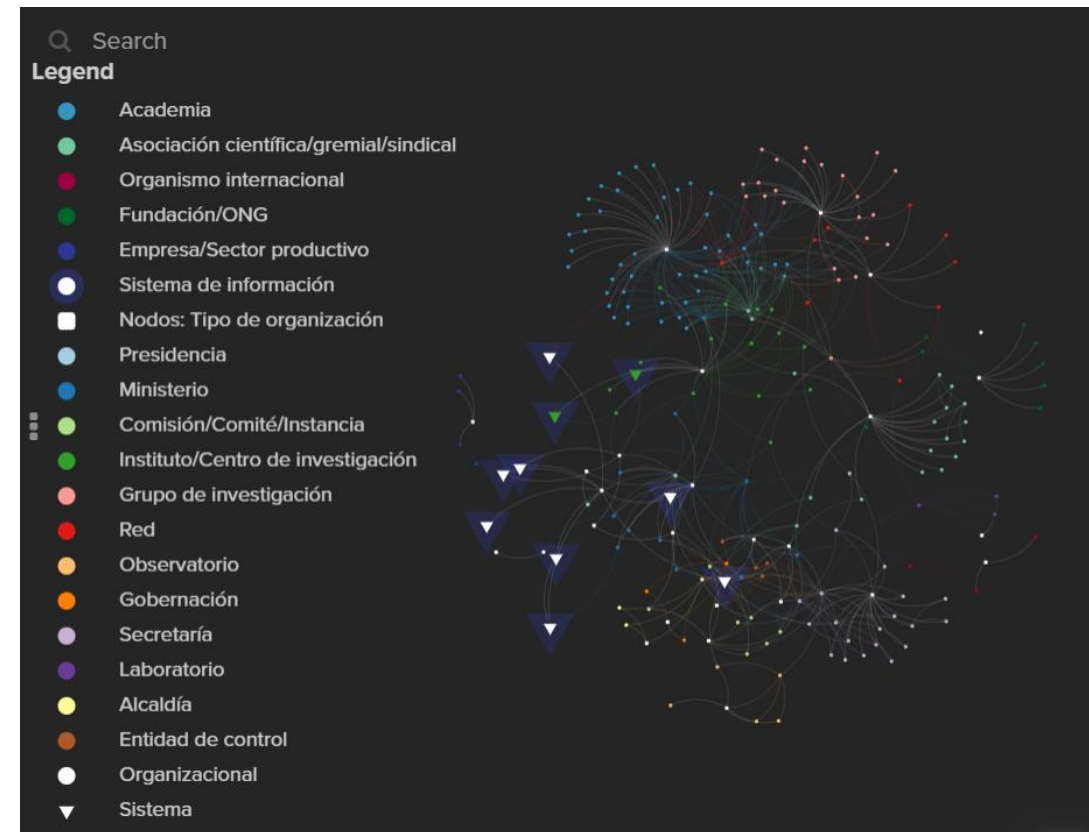 Search
Legend
Academia
Asociación científica/gremial/sindical
Organismo internacional
Fundación/ONG
Empresa/Sector productivo
Sistema de información
Nodos: Tipo de organización
Presidencia
Ministerio
Comisión/Comité/Instancia
Instituto/Centro de investigación
Grupo de investigación
Red
Observatorio
Gobernación
Secretaría
Laboratorio
Alcaldía
Entidad de control
Organizacional
Sistema